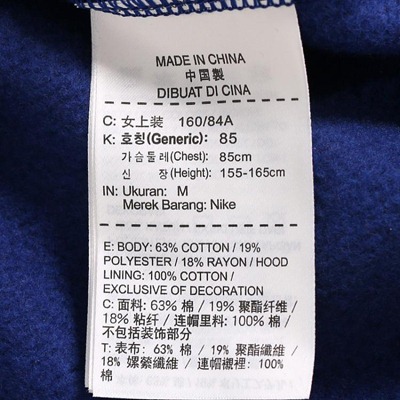 MADE IN CHINA
中国製
DIBUAT DI CINA
C: 女上装 160/84A
K: 호칭(Generic): 85
가슴둘레(Chest): 85cm
신 장(Height): 155-165cm
IN: Ukuran: M
Merek Barang: Nike
E: BODY: 63% COTTON / 19%
POLYESTER / 18% RAYON / HOOD
LINING: 100% COTTON /
EXCLUSIVE OF DECORATION
C: 面料: 63% 棉 / 19% 聚酯纤维 /
18% 粘纤 / 连帽里料: 100% 棉 /
不包括装饰部分
T: 表布: 63% 棉 / 19% 聚酯纖維 /
18% 嫘縈纖維 / 連帽襯裡: 100%
棉